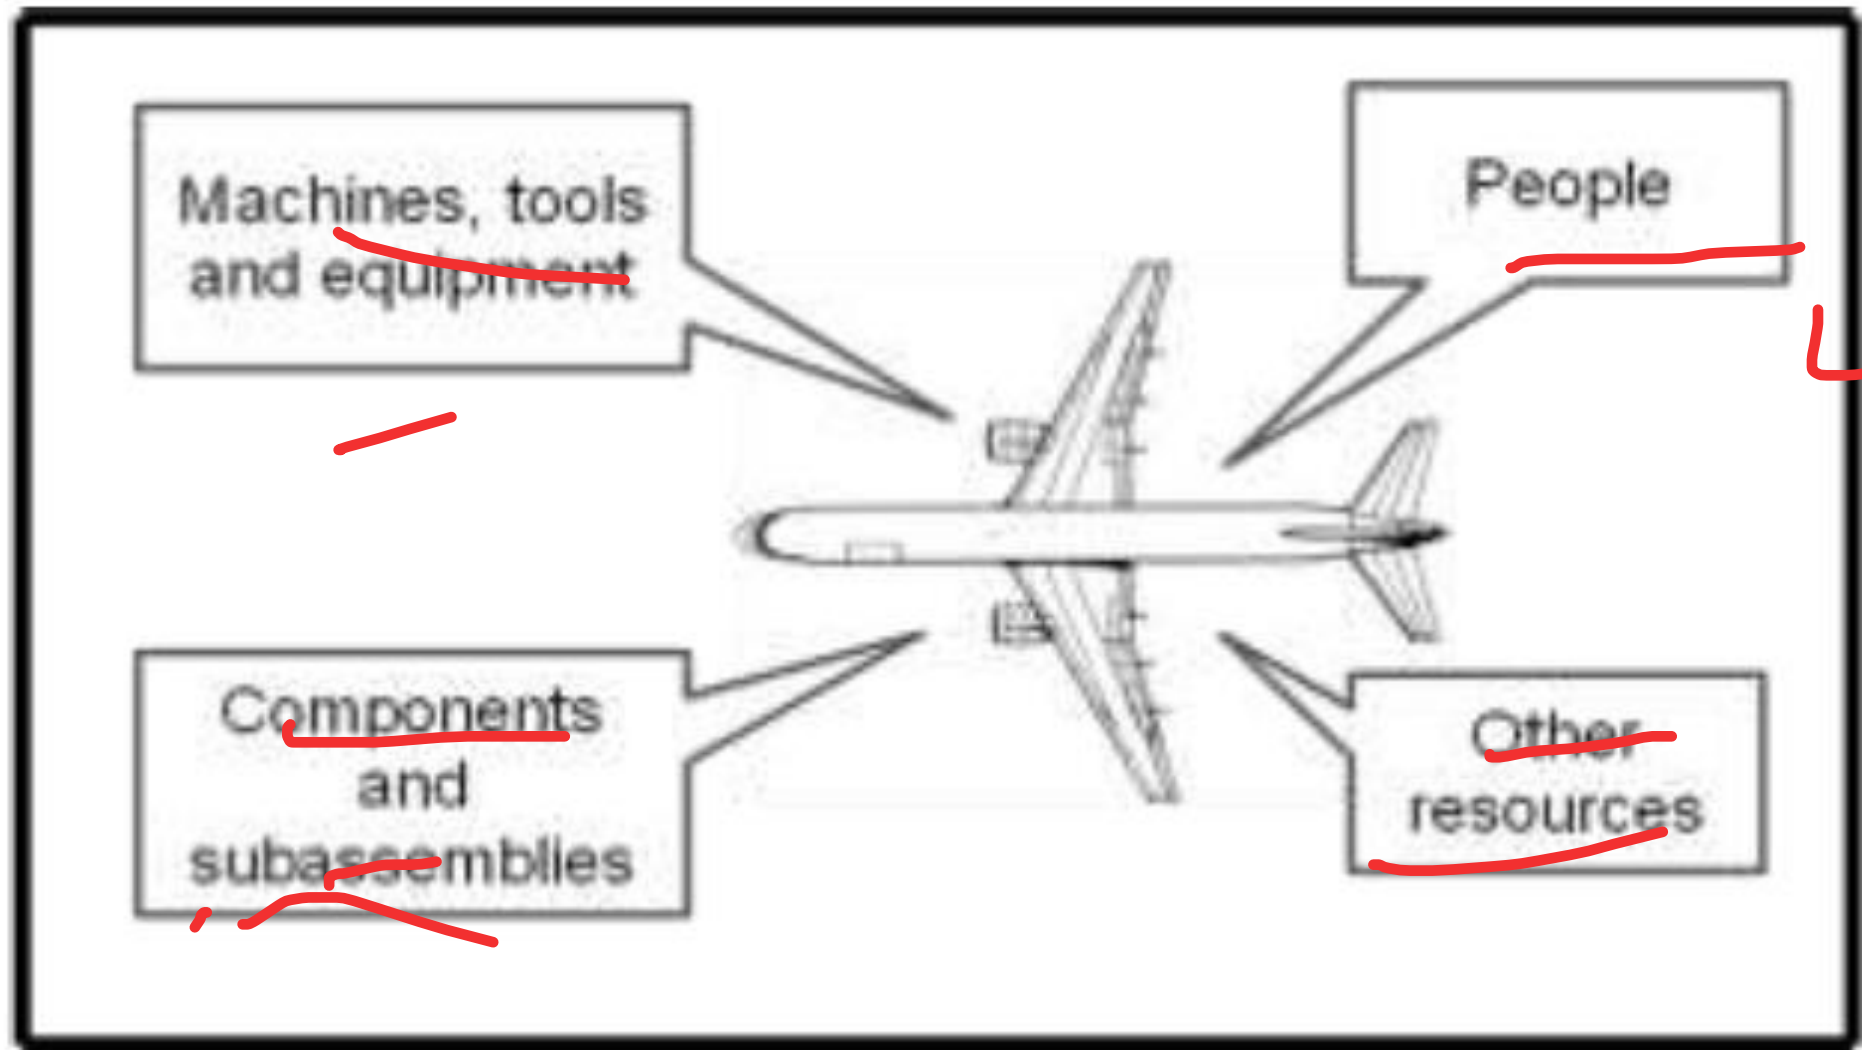 Machines, tools
and equipment
People
Components
and
subassemblies
Other
resources